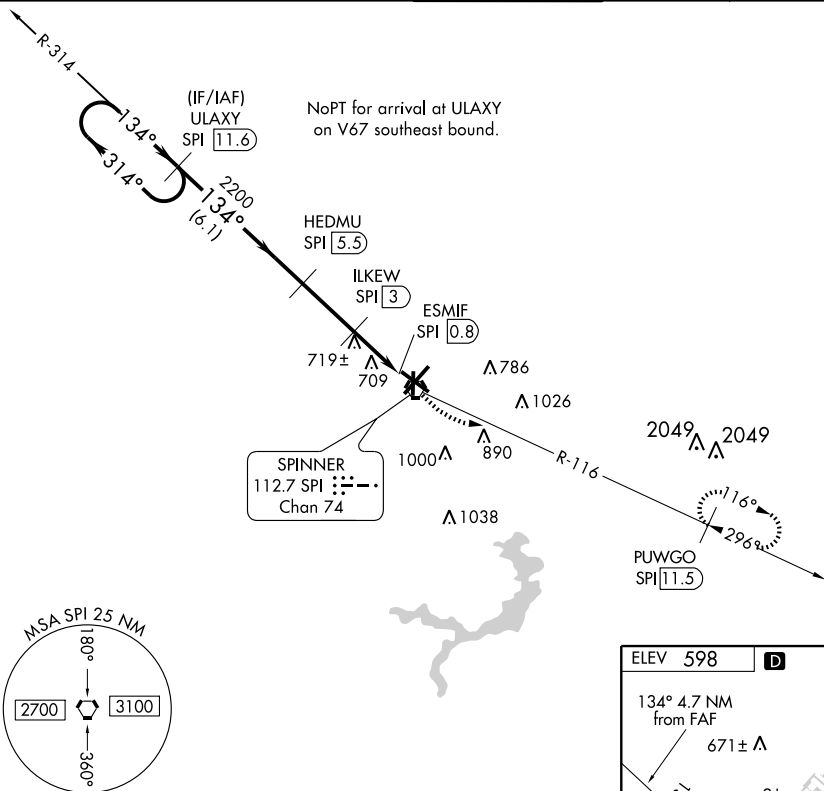 R-314
(IF/IAF)
ULAXY
SPI 11.6
NoPT for arrival at ULAXY
on V67 southeast bound.
134°
314°
2200
134°
(6.1)
HEDMU
SPI 5.5
ILKEW
SPI 3
ESMIF
SPI 0.8
719±
709
786
1026
2049
2049
SPINNER
112.7 SPI
Chan 74
1000
890
R-116
1038
116°
296°
PUWGO
SPI 11.5
MSA SPI 25 NM
180°
2700
3100
360°
ELEV 598
D
134° 4.7 NM
from FAF
671±